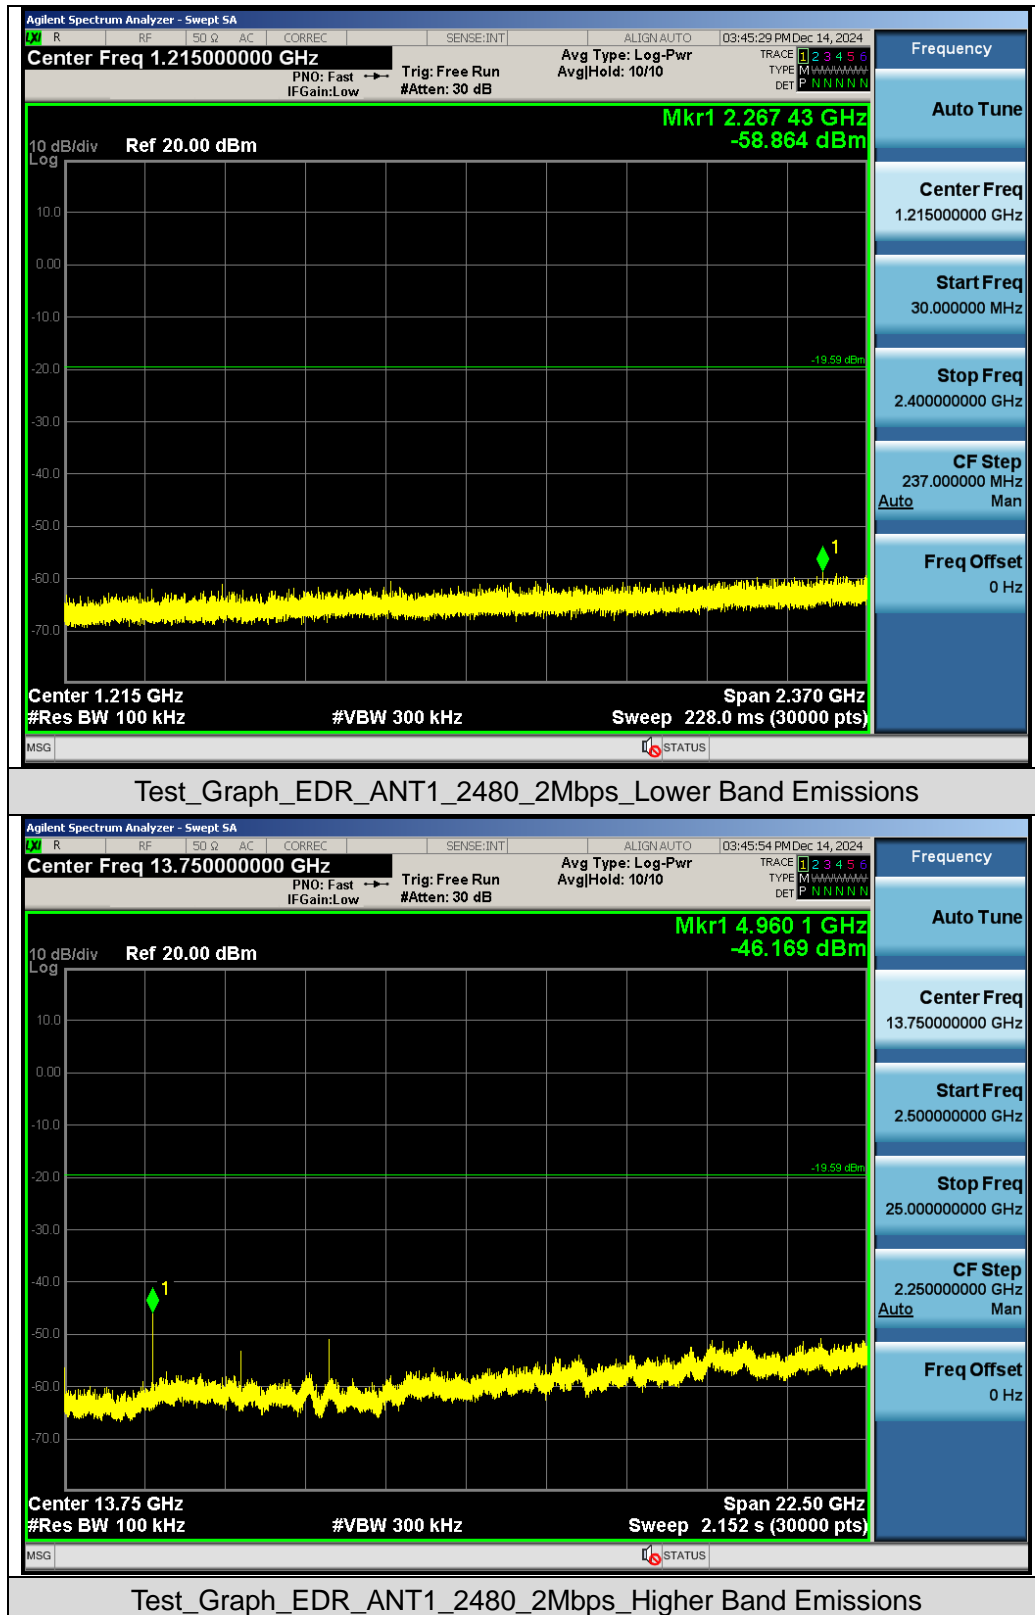 Agilent Spectrum Analyzer - Swept SA
LXI R RF 50 Ω AC CORREC SENSE:INT ALIGN AUTO 03:45:29 PM Dec 14, 2024
Center Freq 1.215000000 GHz
PNO: Fast
IFGain:Low
Trig: Free Run
#Atten: 30 dB
Avg Type: Log-Pwr
Avg|Hold: 10/10
TRACE 1 2 3 4 5 6
TYPE M
DET P N N N N N
Mkr1 2.267 43 GHz
-58.864 dBm
10 dB/div Ref 20.00 dBm
Log
10.0
0.00
-10.0
-19.59 dBm
-20.0
-30.0
-40.0
-50.0
1
-60.0
-70.0
Center 1.215 GHz Span 2.370 GHz
#Res BW 100 kHz #VBW 300 kHz Sweep 228.0 ms (30000 pts)
MSG STATUS
Frequency
Auto Tune
Center Freq
1.215000000 GHz
Start Freq
30.000000 MHz
Stop Freq
2.400000000 GHz
CF Step
237.000000 MHz
Auto Man
Freq Offset
0 Hz
Test_Graph_EDR_ANT1_2480_2Mbps_Lower Band Emissions
Agilent Spectrum Analyzer - Swept SA
LXI R RF 50 Ω AC CORREC SENSE:INT ALIGN AUTO 03:45:54 PM Dec 14, 2024
Center Freq 13.750000000 GHz
PNO: Fast
IFGain:Low
Trig: Free Run
#Atten: 30 dB
Avg Type: Log-Pwr
Avg|Hold: 10/10
TRACE 1 2 3 4 5 6
TYPE M
DET P N N N N N
Mkr1 4.960 1 GHz
-46.169 dBm
10 dB/div Ref 20.00 dBm
Log
10.0
0.00
-10.0
-19.59 dBm
-20.0
-30.0
-40.0
1
-50.0
-60.0
-70.0
Center 13.75 GHz Span 22.50 GHz
#Res BW 100 kHz #VBW 300 kHz Sweep 2.152 s (30000 pts)
MSG STATUS
Frequency
Auto Tune
Center Freq
13.750000000 GHz
Start Freq
2.500000000 GHz
Stop Freq
25.000000000 GHz
CF Step
2.250000000 GHz
Auto Man
Freq Offset
0 Hz
Test_Graph_EDR_ANT1_2480_2Mbps_Higher Band Emissions